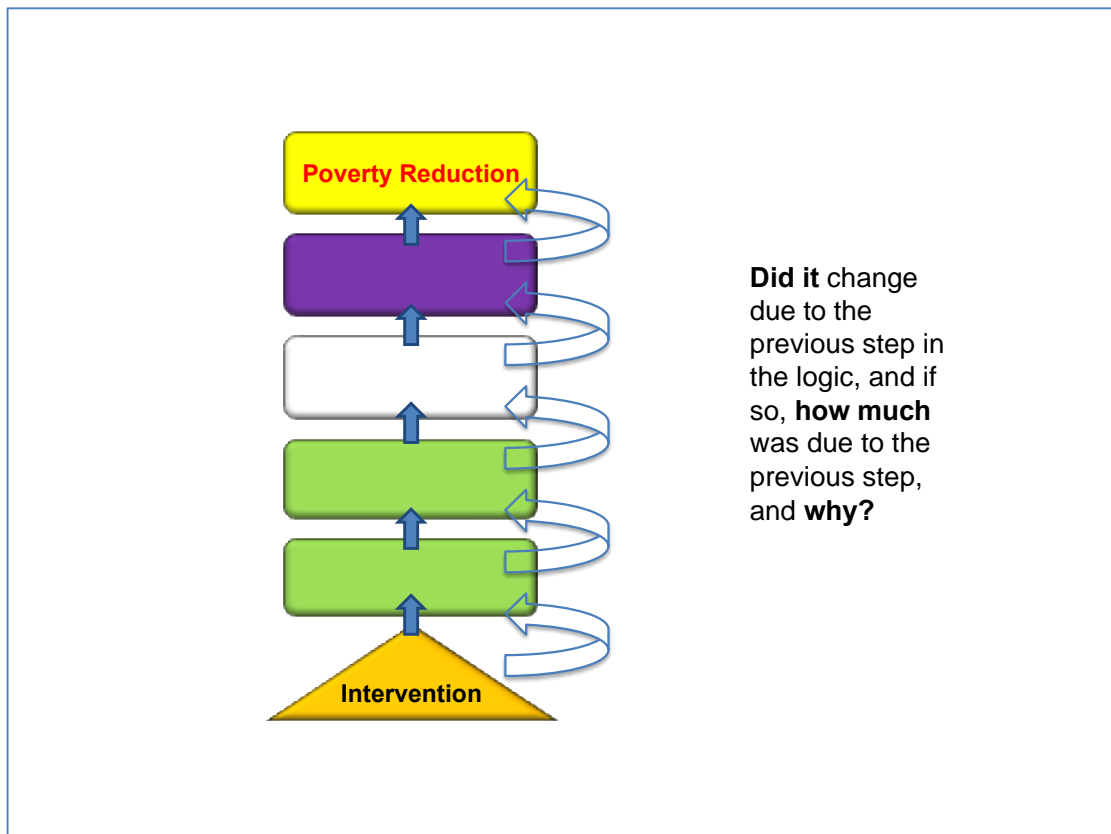 Poverty Reduction
Did it change
due to the
previous step in
the logic, and if
so, how much
was due to the
previous step,
and why?
Intervention